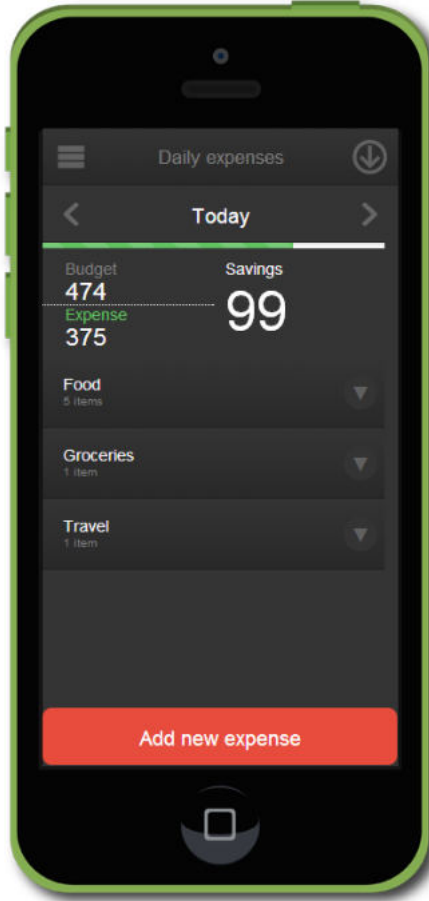 Daily expenses
Today
Budget
474
Savings
99
Expense
375
Food
5 items
Groceries
1 item
Travel
1 item
Add new expense